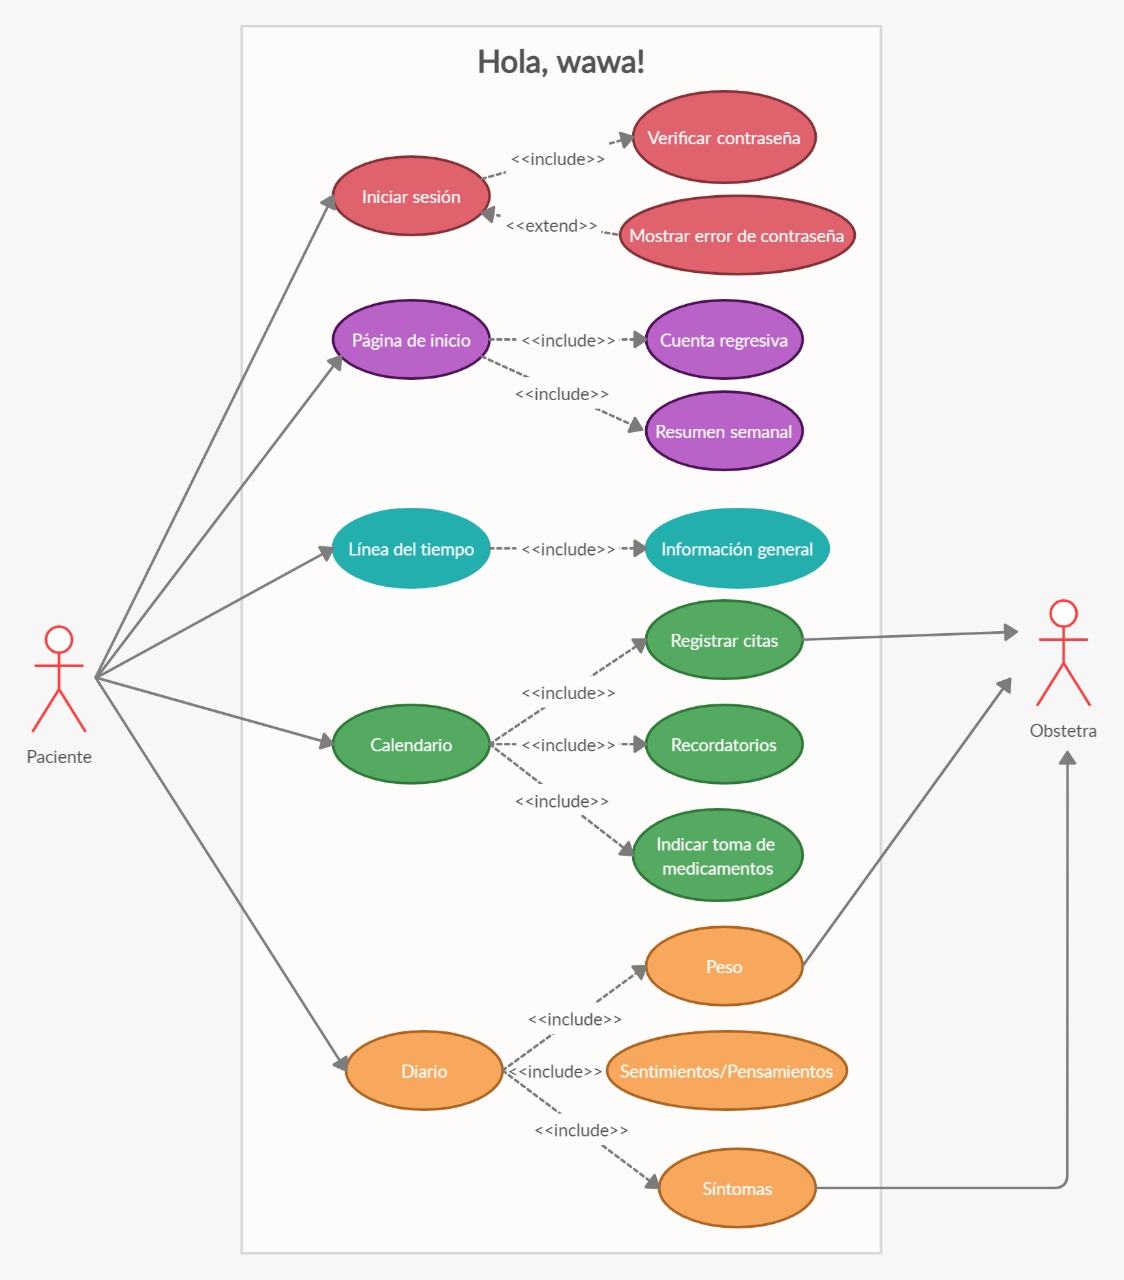 Hola, wawa!
Verificar contraseña
<<include>>
Iniciar sesión
<<extend>>
Mostrar error de contraseña
Página de inicio
<<include>>
Cuenta regresiva
<<include>>
Resumen semanal
Línea del tiempo
<<include>>
Información general
Registrar citas
<<include>>
Calendario
<<include>>
Recordatorios
<<include>>
Indicar toma de
medicamentos
Paciente
Obstetra
Peso
<<include>>
Diario
<<include>>
Sentimientos/Pensamientos
<<include>>
Síntomas